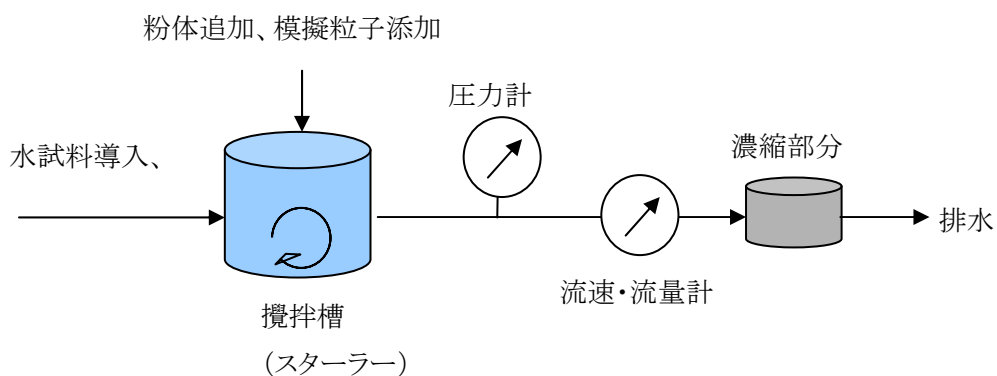 粉体追加、模擬粒子添加
圧力計
水試料導入、
濃縮部分
排水
流速・流量計
攪拌槽
（スターラー）